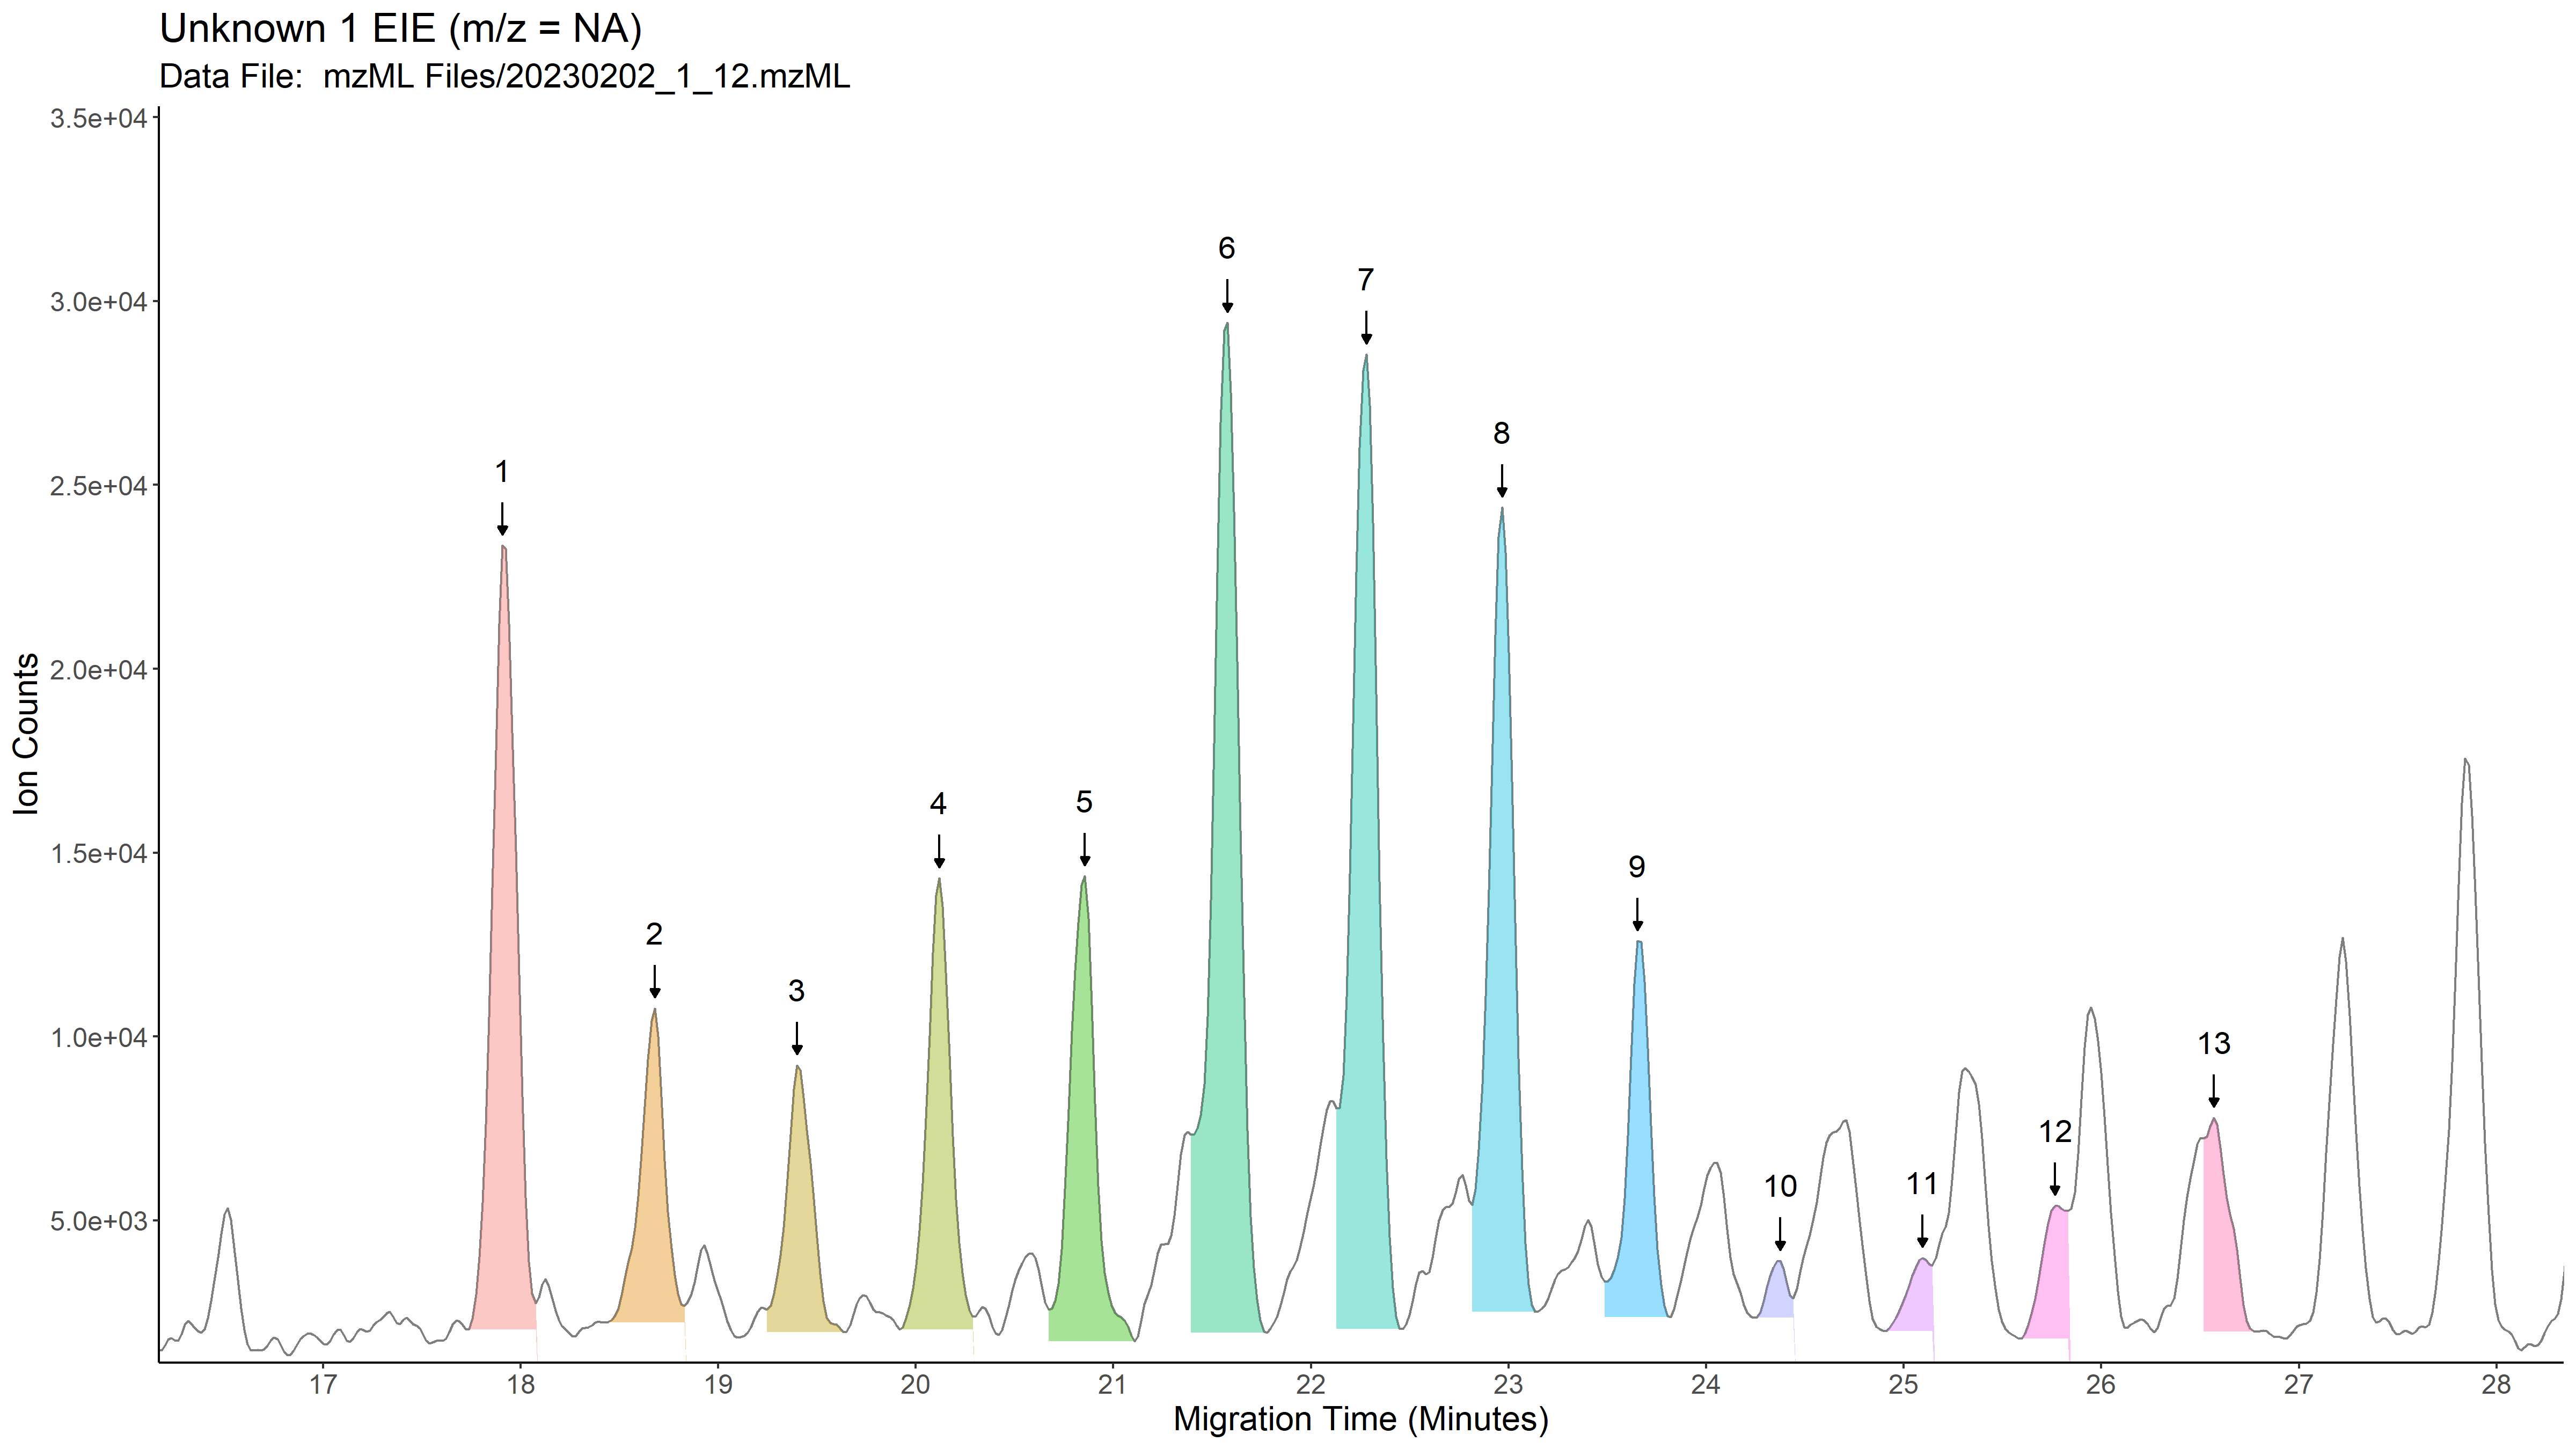 Unknown 1 EIE (m/z = NA)
Data File:  mzML Files/20230202_1_12.mzML
3.5e+04
3.0e+04
2.5e+04
2.0e+04
1.5e+04
1.0e+04
5.0e+03
Ion Counts
1
2
3
4
5
6
7
8
9
10
11
12
13
17 18 19 20 21 22 23 24 25 26 27 28
Migration Time (Minutes)